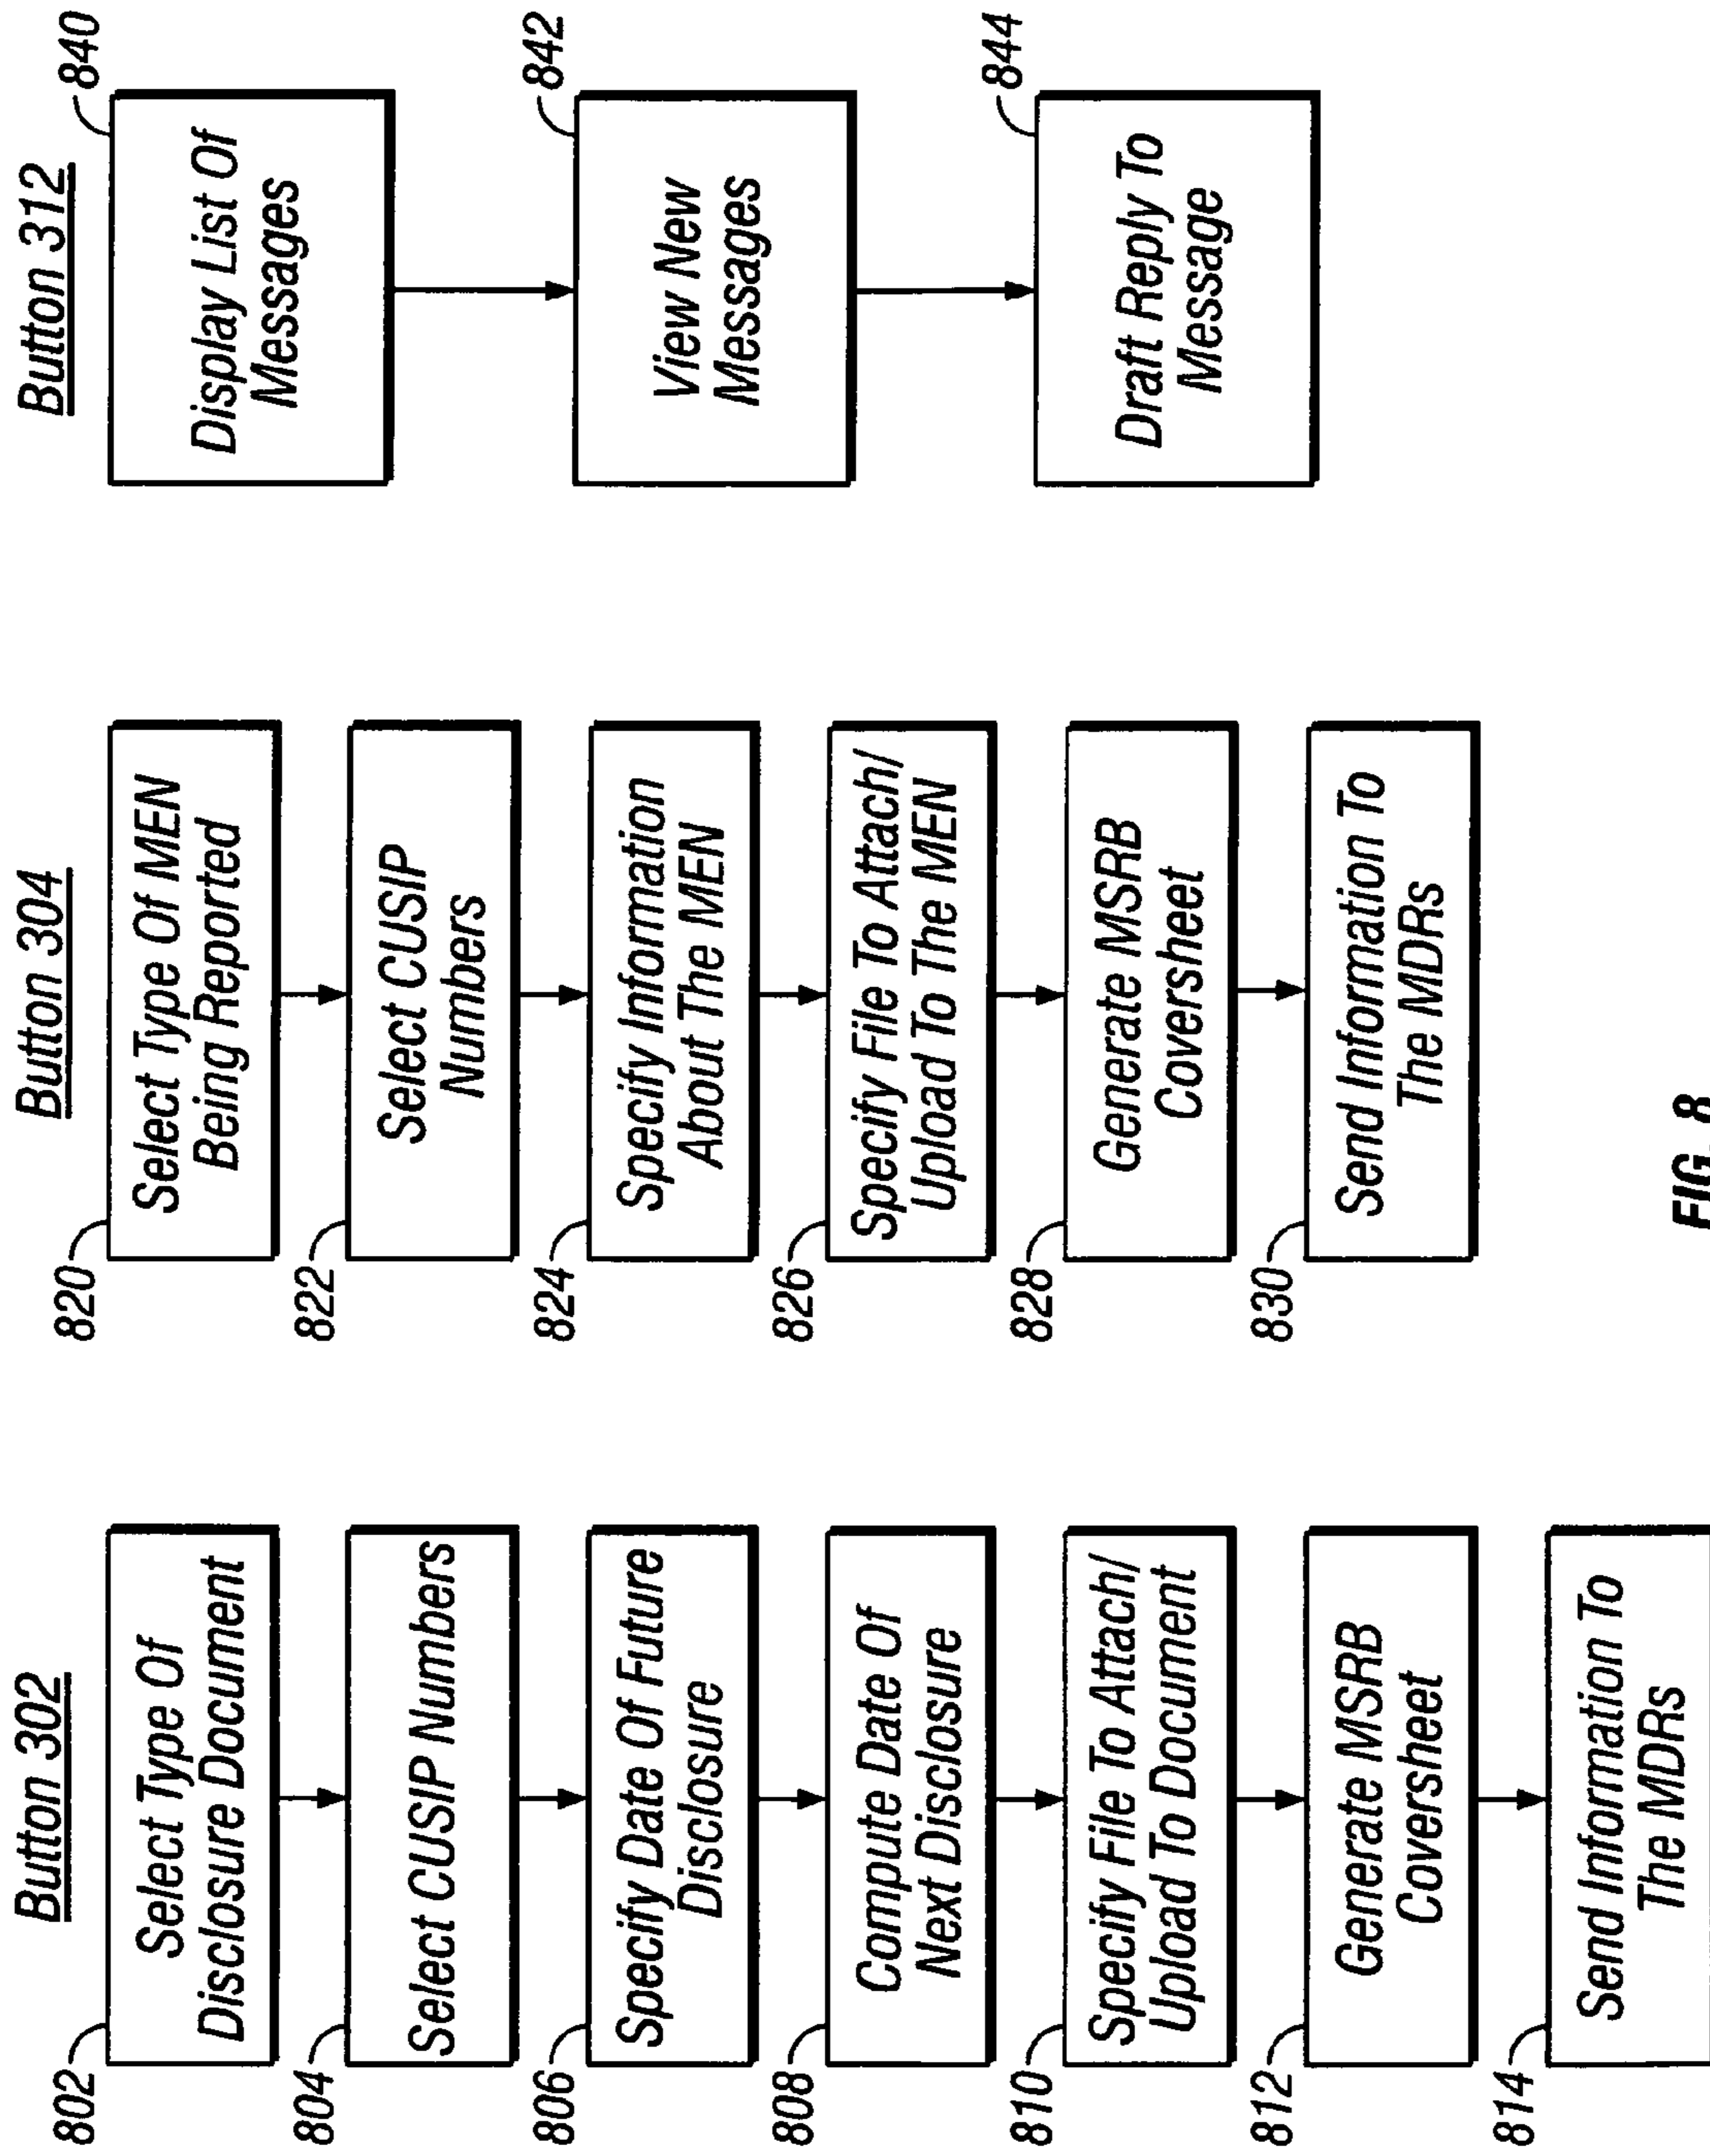 Button 302
802
Select Type Of
Disclosure Document
804
Select CUSIP Numbers
806
Specify Date Of Future
Disclosure
808
Compute Date Of
Next Disclosure
810
Specify File To Attach/
Upload To Document
812
Generate MSRB
Coversheet
814
Send Information To
The MDRs
Button 304
820
Select Type Of MEN
Being Reported
822
Select CUSIP
Numbers
824
Specify Information
About The MEN
826
Specify File To Attach/
Upload To The MEN
828
Generate MSRB
Coversheet
830
Send Information To
The MDRs
Button 312
840
Display List Of
Messages
842
View New
Messages
844
Draft Reply To
Message
FIG. 8